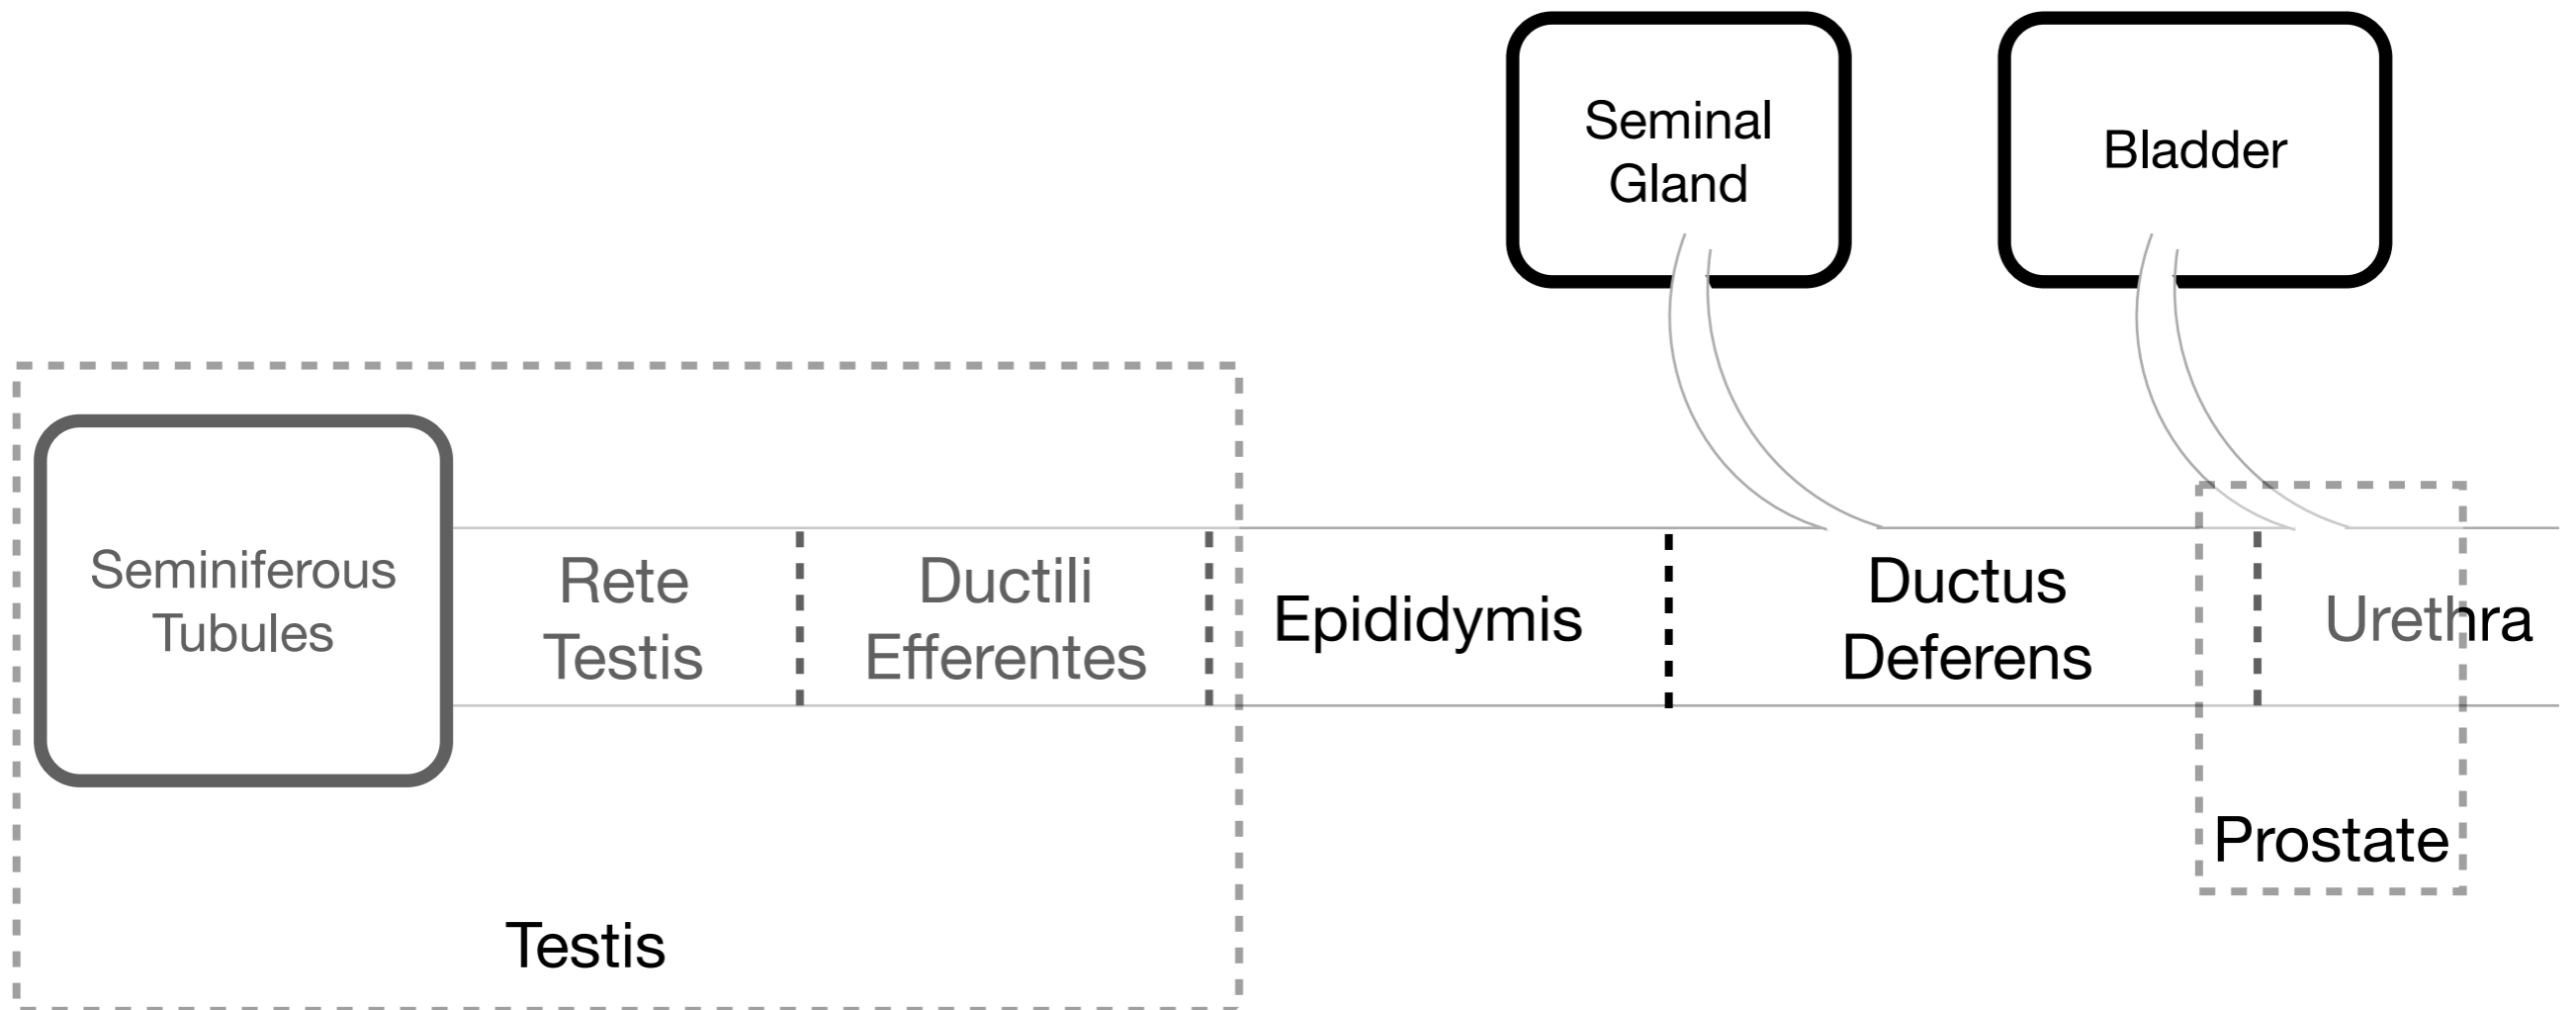 Seminal
Gland
Bladder
Seminiferous
Tubules
Rete
Testis
Ductili
Efferentes
Epididymis
Ductus
Deferens
Urethra
Prostate
Testis